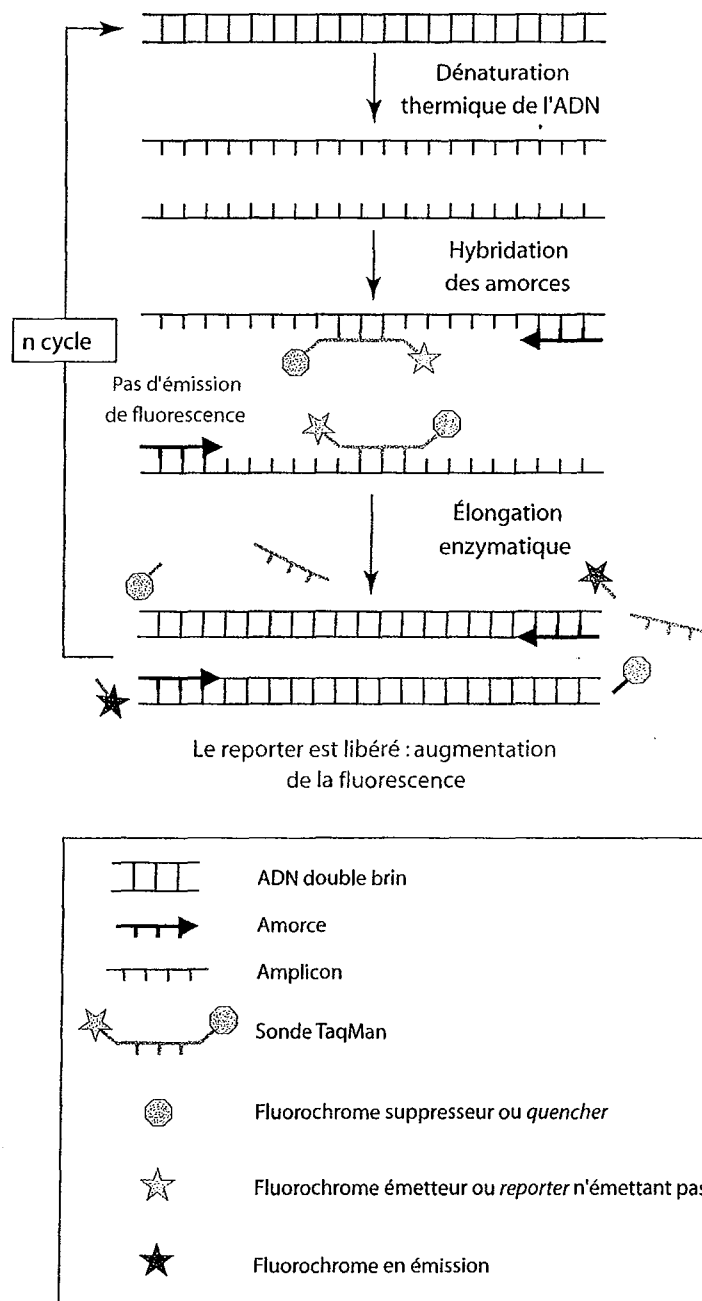 Dénaturation
thermique de l'ADN
Hybridation
des amorces
n cycle
Pas d'émission
de fluorescence
Élongation
enzymatique
Le reporter est libéré : augmentation
de la fluorescence
ADN double brin
Amorce
Amplicon
Sonde TaqMan
Fluorochrome suppresseur ou quencher
Fluorochrome émetteur ou reporter n'émettant pas
Fluorochrome en émission